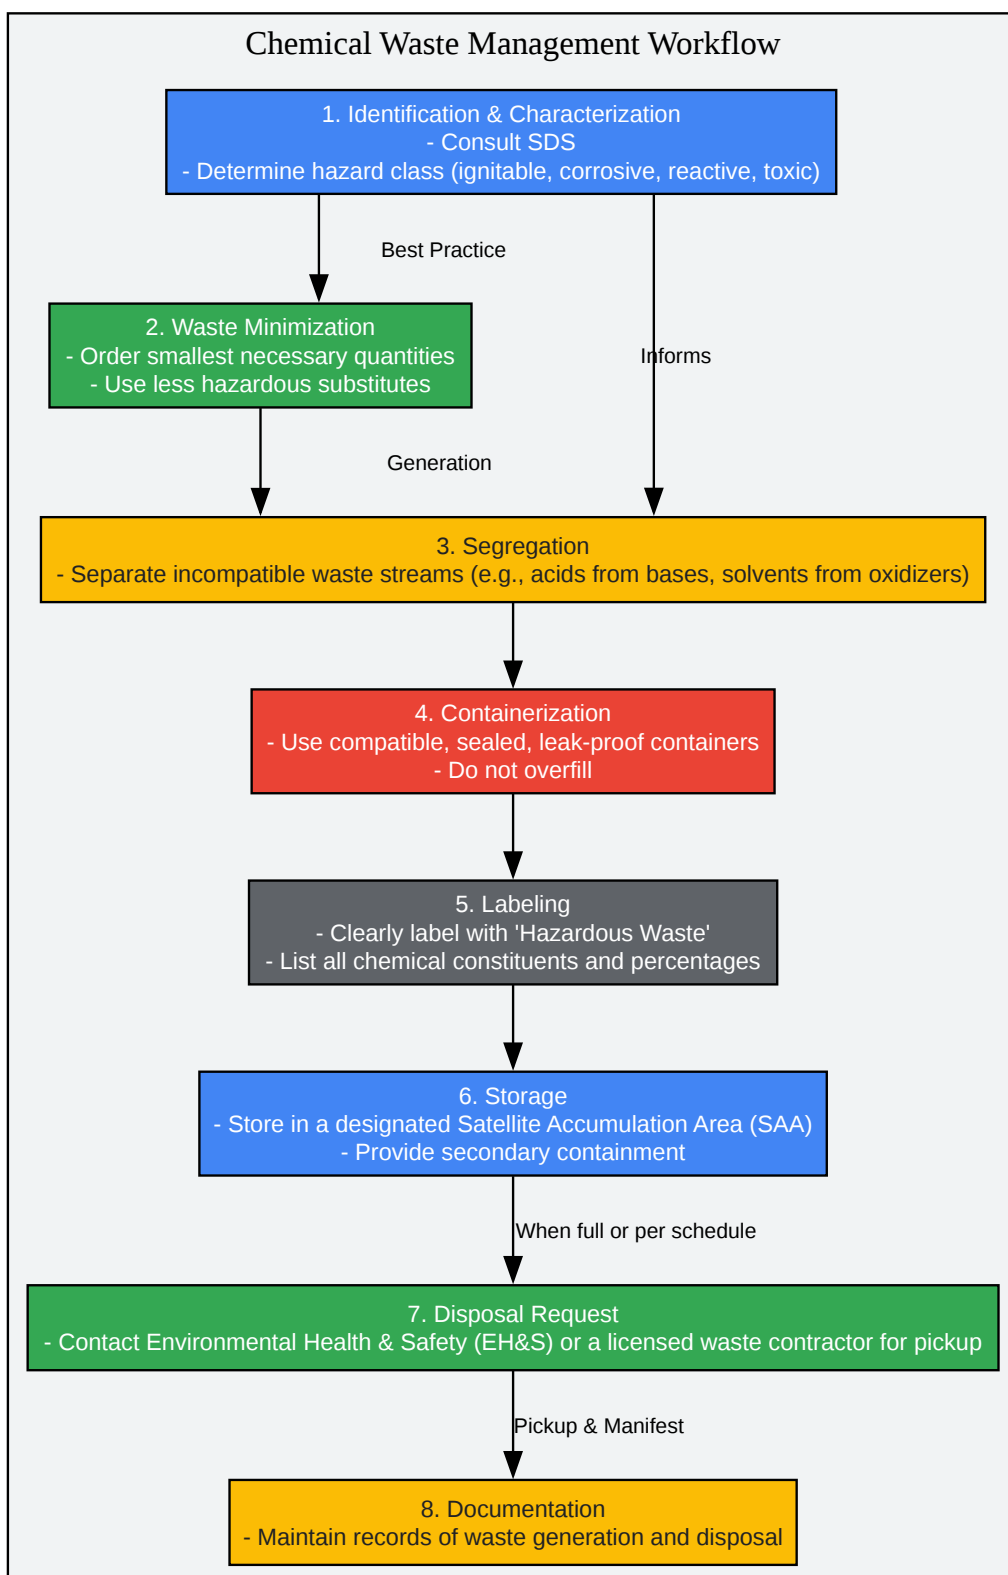 Chemical Waste Management Workflow
1. Identification & Characterization
- Consult SDS
- Determine hazard class (ignitable, corrosive, reactive, toxic)
Best Practice
2. Waste Minimization
- Order smallest necessary quantities
- Use less hazardous substitutes
Informs
Generation
3. Segregation
- Separate incompatible waste streams (e.g., acids from bases, solvents from oxidizers)
4. Containerization
- Use compatible, sealed, leak-proof containers
- Do not overfill
5. Labeling
- Clearly label with 'Hazardous Waste'
- List all chemical constituents and percentages
6. Storage
- Store in a designated Satellite Accumulation Area (SAA)
- Provide secondary containment
When full or per schedule
7. Disposal Request
- Contact Environmental Health & Safety (EH&S) or a licensed waste contractor for pickup
Pickup & Manifest
8. Documentation
- Maintain records of waste generation and disposal